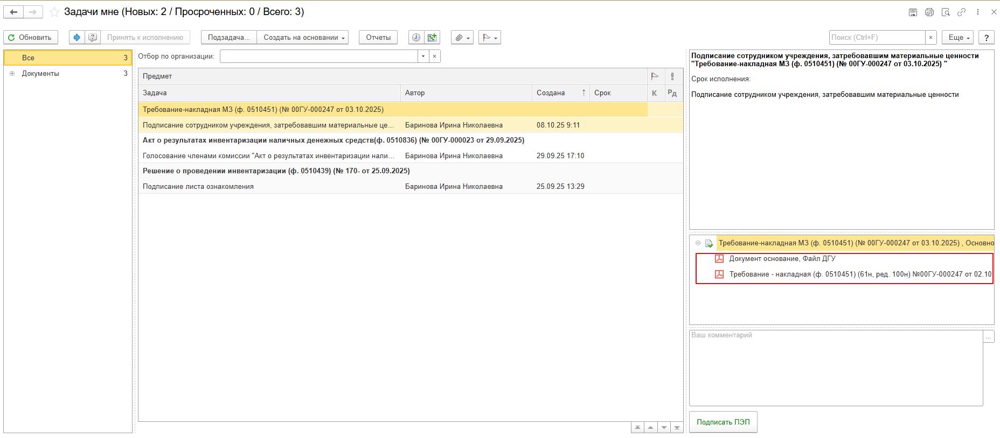 Задачи мне (Новых: 2 / Просроченных: 0 / Всего: 3)
Обновить
Принять к исполнению
Подзадача...
Создать на основании
Отчеты
Поиск (Ctrl+F)
×
Еще
?
Все 3
Документы 3
Отбор по организации:
×
Предмет
Задача Автор Создана ↑ Срок К Рд
Требование-накладная МЗ (ф. 0510451) (№ 00ГУ-000247 от 03.10.2025)
Подписание сотрудником учреждения, затребовавшим материальные це... Баринова Ирина Николаевна 08.10.25 9:11
Акт о результатах инвентаризации наличных денежных средств(ф. 0510836) (№ 00ГУ-000023 от 29.09.2025)
Голосование членами комиссии "Акт о результатах инвентаризации нали... Баринова Ирина Николаевна 29.09.25 17:10
Решение о проведении инвентаризации (ф. 0510439) (№ 170- от 25.09.2025)
Подписание листа ознакомления Баринова Ирина Николаевна 25.09.25 13:29
Подписание сотрудником учреждения, затребовавшим материальные ценности
"Требование-накладная МЗ (ф. 0510451) (№ 00ГУ-000247 от 03.10.2025) "
Срок исполнения:
Подписание сотрудником учреждения, затребовавшим материальные ценности
Требование-накладная МЗ (ф. 0510451) (№ 00ГУ-000247 от 03.10.2025) , Основно
Документ основание, Файл ДГУ
Требование - накладная (ф. 0510451) (61н, ред. 100н) №00ГУ-000247 от 02.10
Ваш комментарий
...
Подписать ПЭП